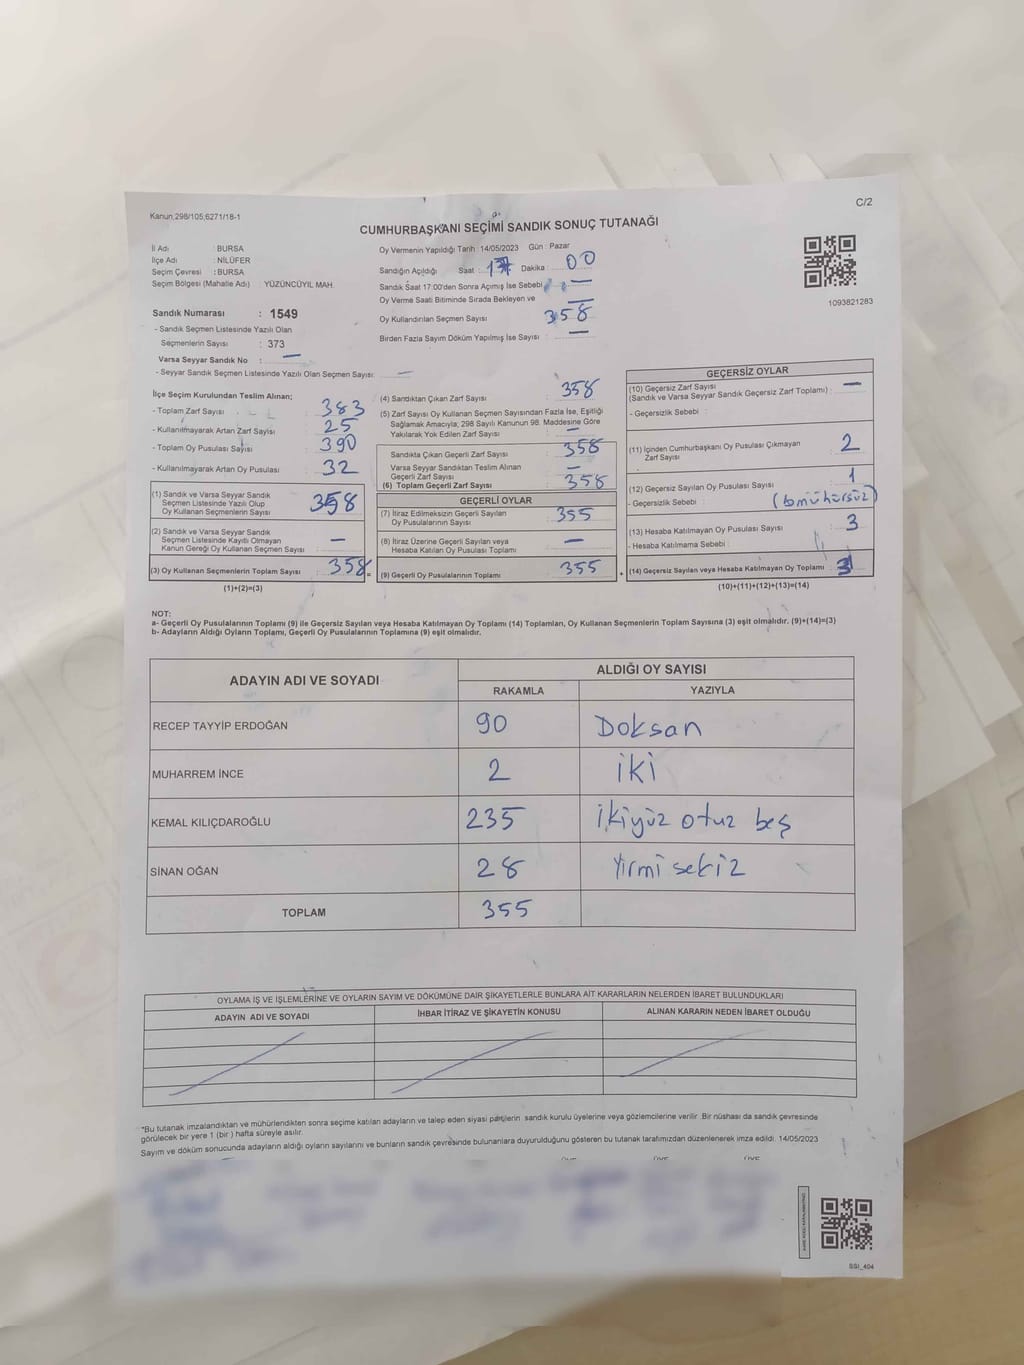 Kanun;298/105;6271/18-1
C/2
CUMHURBAŞKANI SEÇİMİ SANDIK SONUÇ TUTANAĞI
İl Adı : BURSA
İlçe Adı : NİLÜFER
Seçim Çevresi : BURSA
Seçim Bölgesi (Mahalle Adı) : YÜZÜNCÜYIL MAH.
Oy Vermenin Yapıldığı Tarih :14/05/2023 Gün : Pazar
Sandığın Açıldığı Saat : 17 Dakika : 00
Sandık Saat 17:00'den Sonra Açımış İse Sebebi —
Oy Verme Saati Bitiminde Sırada Bekleyen ve
Oy Kullandırılan Seçmen Sayısı 358
Birden Fazla Sayım Döküm Yapılmış İse Sayısı : —
1093821283
Sandık Numarası : 1549
- Sandık Seçmen Listesinde Yazılı Olan
Seçmenlerin Sayısı : 373
Varsa Seyyar Sandık No : —
- Seyyar Sandık Seçmen Listesinde Yazılı Olan Seçmen Sayısı: —
İlçe Seçim Kurulundan Teslim Alınan;
- Toplam Zarf Sayısı : 383
- Kullanılmayarak Artan Zarf Sayısı : 25
- Toplam Oy Pusulası Sayısı : 390
- Kullanılmayarak Artan Oy Pusulası : 32
(1) Sandık ve Varsa Seyyar Sandık
Seçmen Listesinde Yazılı Olup
Oy Kullanan Seçmenlerin Sayısı : 358
(2) Sandık ve Varsa Seyyar Sandık
Seçmen Listesinde Kayıtlı Olmayan
Kanun Gereği Oy Kullanan Seçmen Sayısı : —
(3) Oy Kullanan Seçmenlerin Toplam Sayısı : 358
(1)+(2)=(3)
(4) Sandıktan Çıkan Zarf Sayısı : 358
(5) Zarf Sayısı Oy Kullanan Seçmen Sayısından Fazla İse, Eşitliği
Sağlamak Amacıyla; 298 Sayılı Kanunun 98. Maddesine Göre
Yakılarak Yok Edilen Zarf Sayısı : —
Sandıkta Çıkan Geçerli Zarf Sayısı : 358
Varsa Seyyar Sandıktan Teslim Alınan
Geçerli Zarf Sayısı : —
(6) Toplam Geçerli Zarf Sayısı : 358
GEÇERLİ OYLAR
(7) İtiraz Edilmeksizin Geçerli Sayılan
Oy Pusulalarının Sayısı : 355
(8) İtiraz Üzerine Geçerli Sayılan veya
Hesaba Katılan Oy Pusulası Toplamı : —
(9) Geçerli Oy Pusulalarının Toplamı : 355
GEÇERSİZ OYLAR
(10) Geçersiz Zarf Sayısı
(Sandık ve Varsa Seyyar Sandık Geçersiz Zarf Toplamı) : —
- Geçersizlik Sebebi :
(11) İçinden Cumhurbaşkanı Oy Pusulası Çıkmayan
Zarf Sayısı : 2
(12) Geçersiz Sayılan Oy Pusulası Sayısı : 1
- Geçersizlik Sebebi : (tamühürsüz)
(13) Hesaba Katılmayan Oy Pusulası Sayısı : 3
- Hesaba Katılmama Sebebi :
(14) Geçersiz Sayılan veya Hesaba Katılmayan Oy Toplamı : 3
(10)+(11)+(12)+(13)=(14)
NOT:
a- Geçerli Oy Pusulalarının Toplamı (9) ile Geçersiz Sayılan veya Hesaba Katılmayan Oy Toplamı (14) Toplamları, Oy Kullanan Seçmenlerin Toplam Sayısına (3) eşit olmalıdır. (9)+(14)=(3)
b- Adayların Aldığı Oyların Toplamı, Geçerli Oy Pusulalarının Toplamına (9) eşit olmalıdır.
ADAYIN ADI VE SOYADI ALDIĞI OY SAYISI
RAKAMLA YAZIYLA
RECEP TAYYİP ERDOĞAN 90 Doksan
MUHARREM İNCE 2 iki
KEMAL KILIÇDAROĞLU 235 ikiyüz otuz beş
SİNAN OĞAN 28 Yirmi sekiz
TOPLAM 355
OYLAMA İŞ VE İŞLEMLERİNE VE OYLARIN SAYIM VE DÖKÜMÜNE DAİR ŞİKAYETLERLE BUNLARA AİT KARARLARIN NELERDEN İBARET BULUNDUKLARI
ADAYIN ADI VE SOYADI İHBAR İTİRAZ VE ŞİKAYETİN KONUSU ALINAN KARARIN NEDEN İBARET OLDUĞU
*Bu tutanak imzalandıktan ve mühürlendikten sonra seçime katılan adayların ve talep eden siyasi partilerin sandık kurulu üyelerine veya gözlemcilerine verilir. Bir nüshası da sandık çevresinde
görülecek bir yere 1 (bir) hafta süreyle asılır.
Sayım ve döküm sonucunda adayların aldığı oyların sayılarını ve bunların sandık çevresinde bulunanlara duyurulduğunu gösteren bu tutanak tarafımızdan düzenlenerek imza edildi. 14/05/2023
ÜYE ÜYE ÜYE
SSI_404